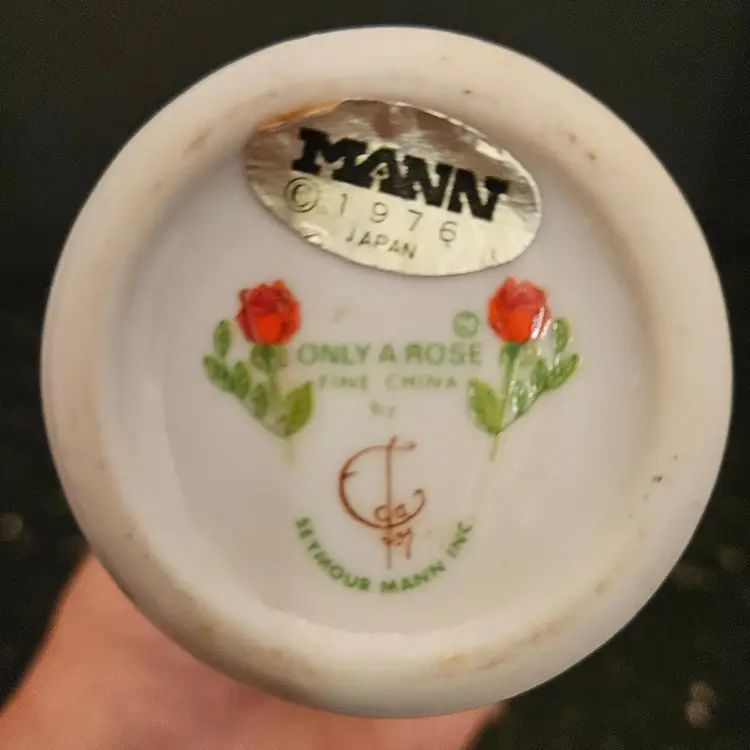 MANN
© 1976
JAPAN
ONLY A ROSE
FINE CHINA
by
SEYMOUR MANN INC